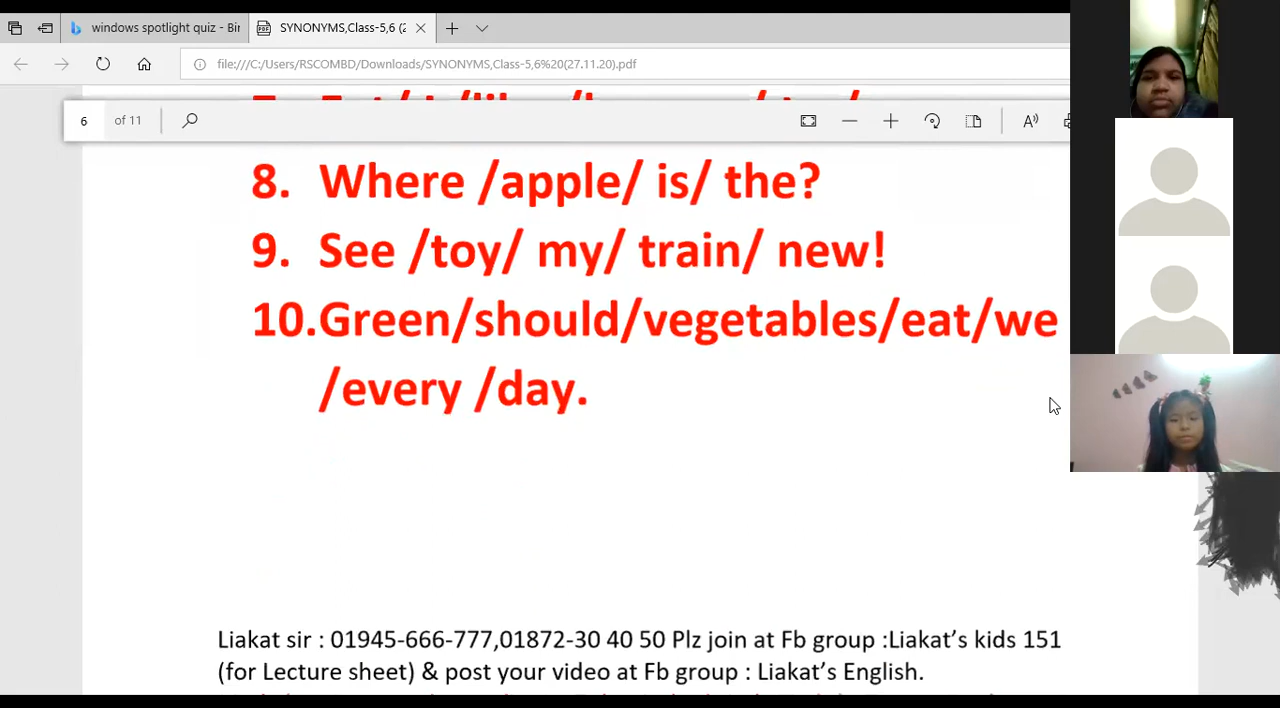 windows spotlight quiz - Bir
SYNONYMS,Class-5,6 (2
file:///C:/Users/RSCOMBD/Downloads/SYNONYMS,Class-5,6%20(27.11.20).pdf
6 of 11
8. Where /apple/ is/ the?
9. See /toy/ my/ train/ new!
10.Green/should/vegetables/eat/we
/every /day.
Liakat sir : 01945-666-777,01872-30 40 50 Plz join at Fb group :Liakat’s kids 151
(for Lecture sheet) & post your video at Fb group : Liakat’s English.